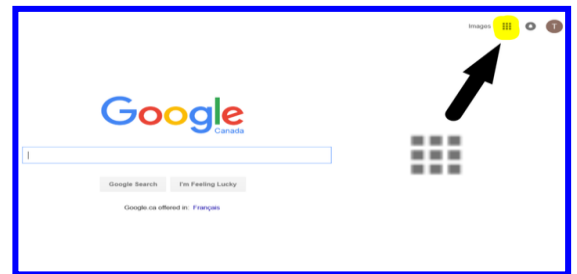 Images T
Google
Canada
Google Search I'm Feeling Lucky
Google.ca offered in: Français